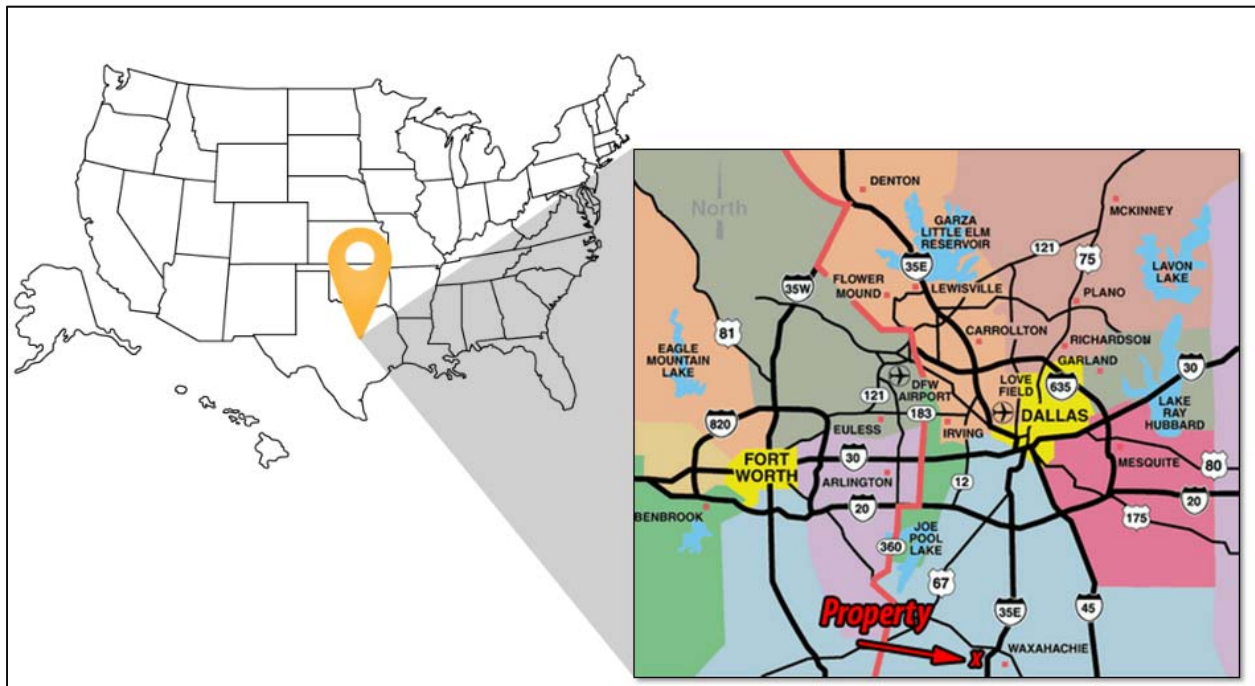 North
DENTON
GARZA
LITTLE ELM
RESERVOIR
MCKINNEY
121
75
35E
LAVON
LAKE
35W
FLOWER
MOUND
LEWISVILLE
PLANO
81
CARROLLTON
RICHARDSON
EAGLE
MOUNTAIN
LAKE
GARLAND
30
DFW
AIRPORT
LOVE
FIELD
635
121
183
DALLAS
LAKE
RAY
HUBBARD
820
EULESS
IRVING
FORT
WORTH
30
MESQUITE
80
ARLINGTON
12
20
20
BENBROOK
175
JOE
POOL
LAKE
360
67
Property
35E
45
x
WAXAHACHIE